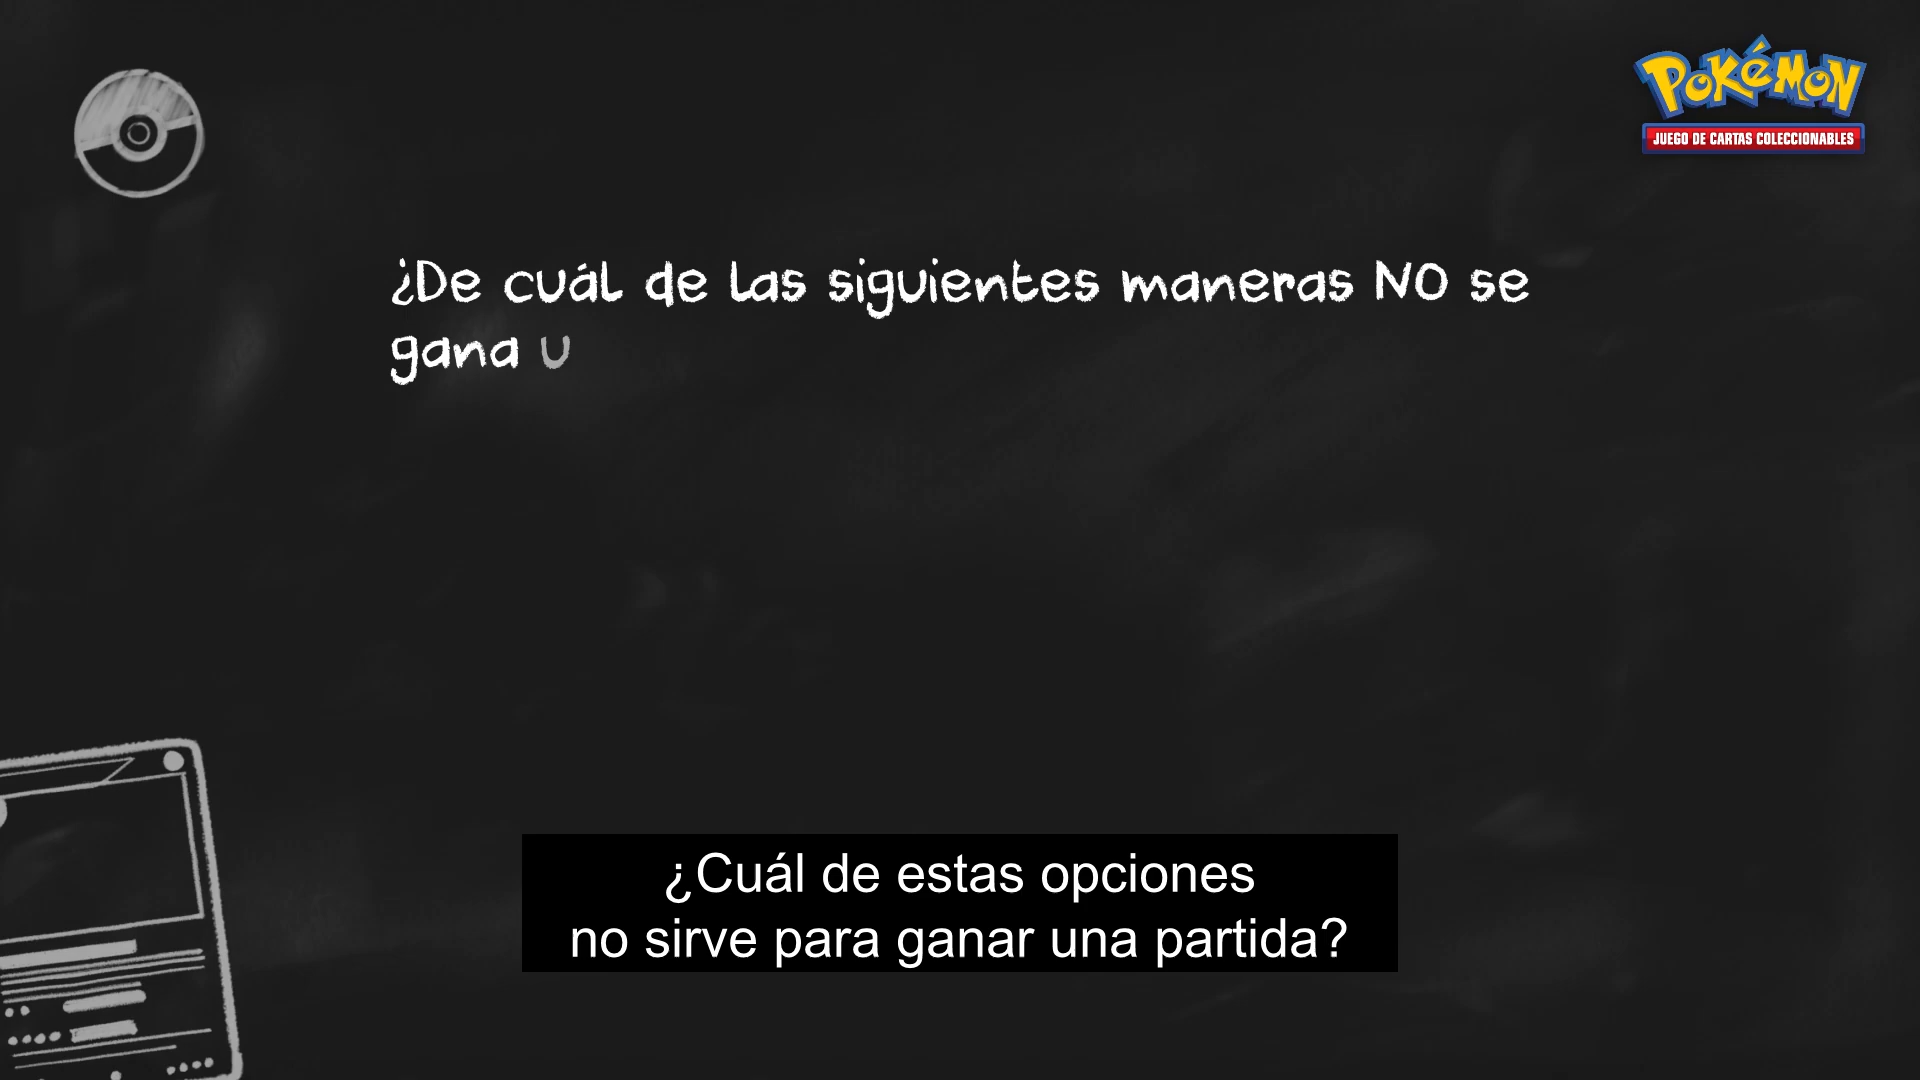 POKÉMON
JUEGO DE CARTAS COLECCIONABLES
¿De cuál de las siguientes maneras NO se
gana u
¿Cuál de estas opciones
no sirve para ganar una partida?